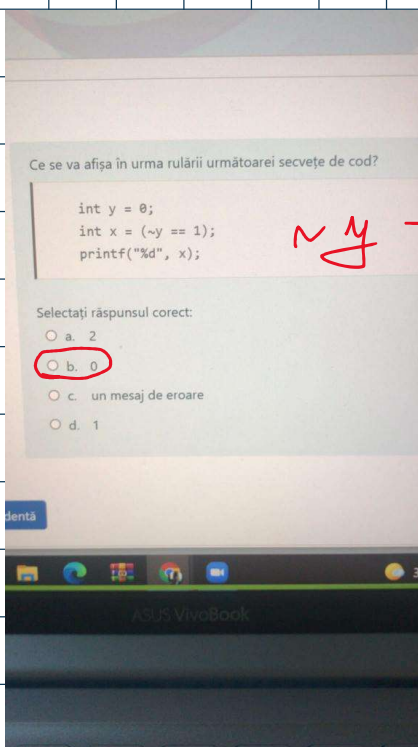 Ce se va afișa în urma rulării următoarei secvețe de cod?
int y = 0;
int x = (~y == 1);
printf("%d", x);
~ y -
Selectați răspunsul corect:
a. 2
b. 0
c. un mesaj de eroare
d. 1
dentă
3
ASUS VivoBook